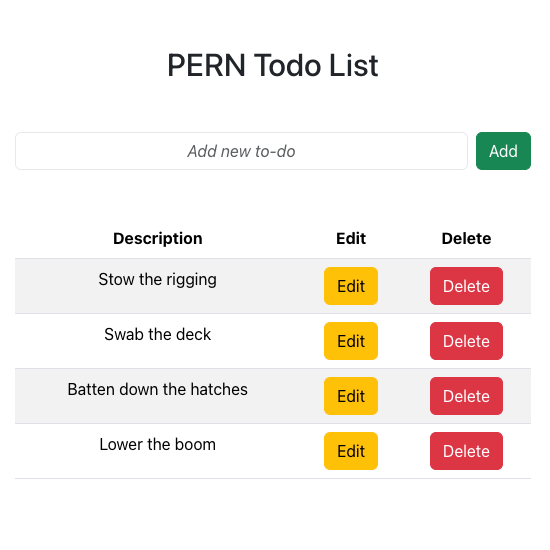 PERN Todo List
Add new to-do Add
Description Edit Delete
Stow the rigging Edit Delete
Swab the deck Edit Delete
Batten down the hatches Edit Delete
Lower the boom Edit Delete